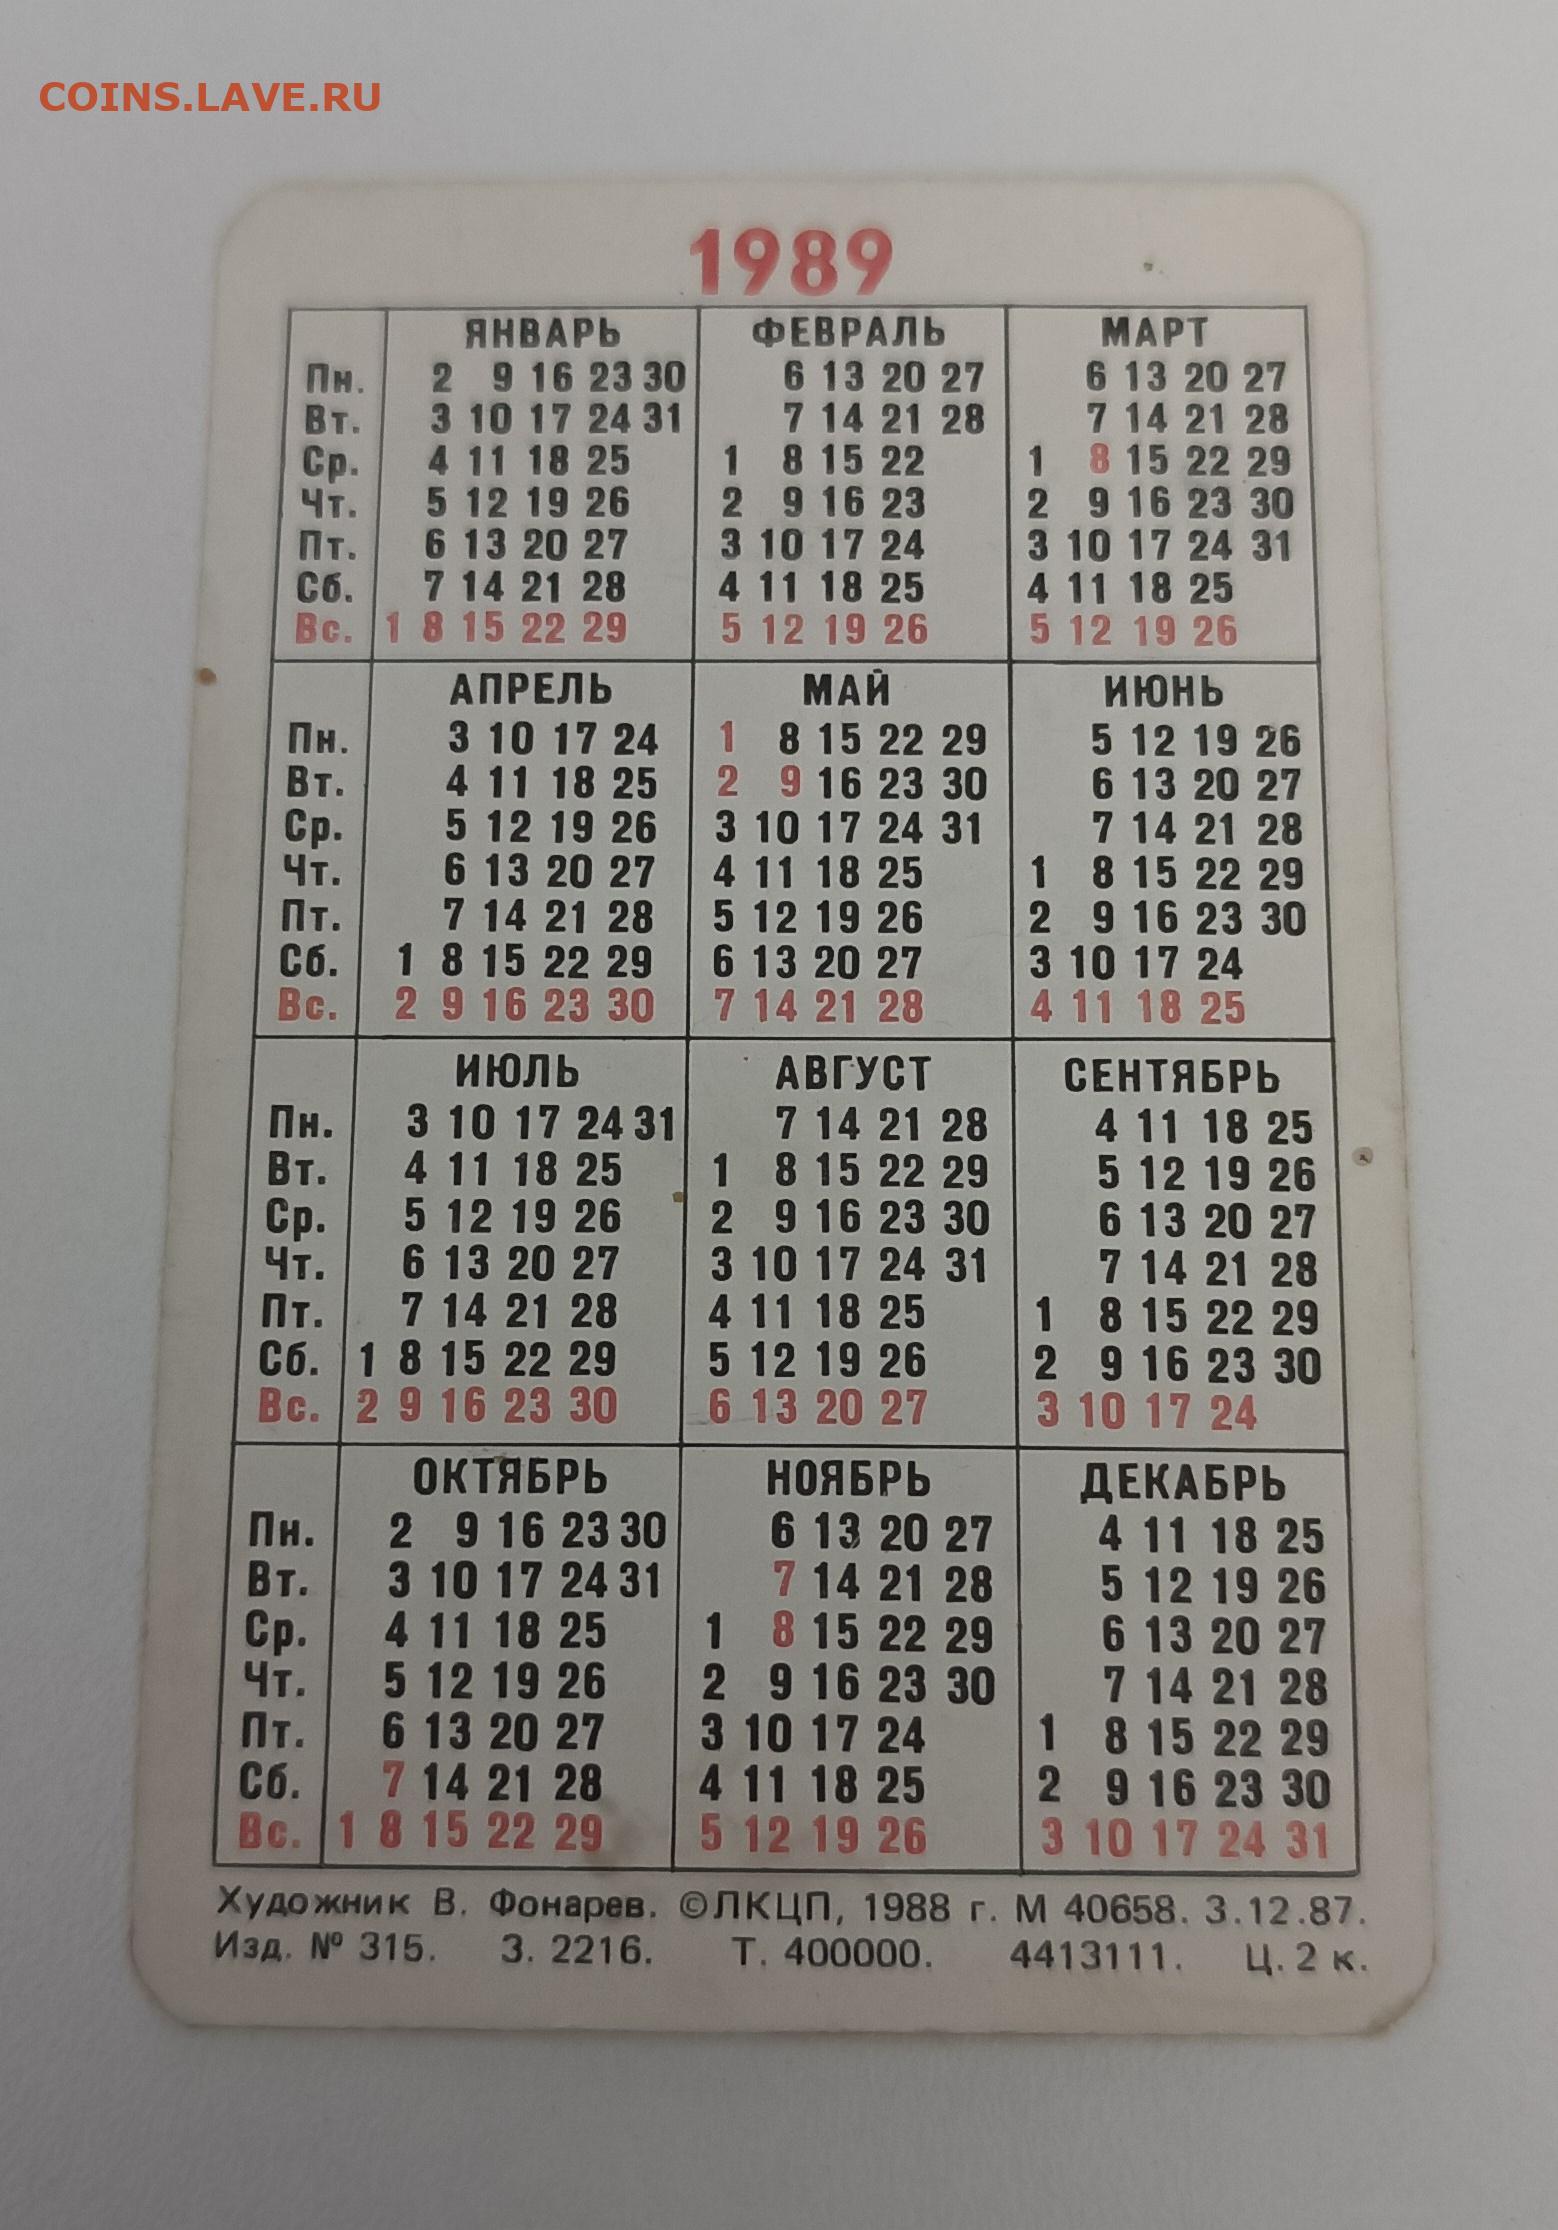 COINS.LAVE.RU
1989
ЯНВАРЬ ФЕВРАЛЬ МАРТ
Пн. 2 9 16 23 30 6 13 20 27 6 13 20 27
Вт. 3 10 17 24 31 7 14 21 28 7 14 21 28
Ср. 4 11 18 25 1 8 15 22 1 8 15 22 29
Чт. 5 12 19 26 2 9 16 23 2 9 16 23 30
Пт. 6 13 20 27 3 10 17 24 3 10 17 24 31
Сб. 7 14 21 28 4 11 18 25 4 11 18 25
Вс. 1 8 15 22 29 5 12 19 26 5 12 19 26
АПРЕЛЬ МАЙ ИЮНЬ
Пн. 3 10 17 24 1 8 15 22 29 5 12 19 26
Вт. 4 11 18 25 2 9 16 23 30 6 13 20 27
Ср. 5 12 19 26 3 10 17 24 31 7 14 21 28
Чт. 6 13 20 27 4 11 18 25 1 8 15 22 29
Пт. 7 14 21 28 5 12 19 26 2 9 16 23 30
Сб. 1 8 15 22 29 6 13 20 27 3 10 17 24
Вс. 2 9 16 23 30 7 14 21 28 4 11 18 25
ИЮЛЬ АВГУСТ СЕНТЯБРЬ
Пн. 3 10 17 24 31 7 14 21 28 4 11 18 25
Вт. 4 11 18 25 1 8 15 22 29 5 12 19 26
Ср. 5 12 19 26 2 9 16 23 30 6 13 20 27
Чт. 6 13 20 27 3 10 17 24 31 7 14 21 28
Пт. 7 14 21 28 4 11 18 25 1 8 15 22 29
Сб. 1 8 15 22 29 5 12 19 26 2 9 16 23 30
Вс. 2 9 16 23 30 6 13 20 27 3 10 17 24
ОКТЯБРЬ НОЯБРЬ ДЕКАБРЬ
Пн. 2 9 16 23 30 6 13 20 27 4 11 18 25
Вт. 3 10 17 24 31 7 14 21 28 5 12 19 26
Ср. 4 11 18 25 1 8 15 22 29 6 13 20 27
Чт. 5 12 19 26 2 9 16 23 30 7 14 21 28
Пт. 6 13 20 27 3 10 17 24 1 8 15 22 29
Сб. 7 14 21 28 4 11 18 25 2 9 16 23 30
Вс. 1 8 15 22 29 5 12 19 26 3 10 17 24 31
Художник В. Фонарев. ©ЛКЦП, 1988 г. М 40658. 3.12.87.
Изд. № 315. З. 2216. Т. 400000. 4413111. Ц. 2 к.